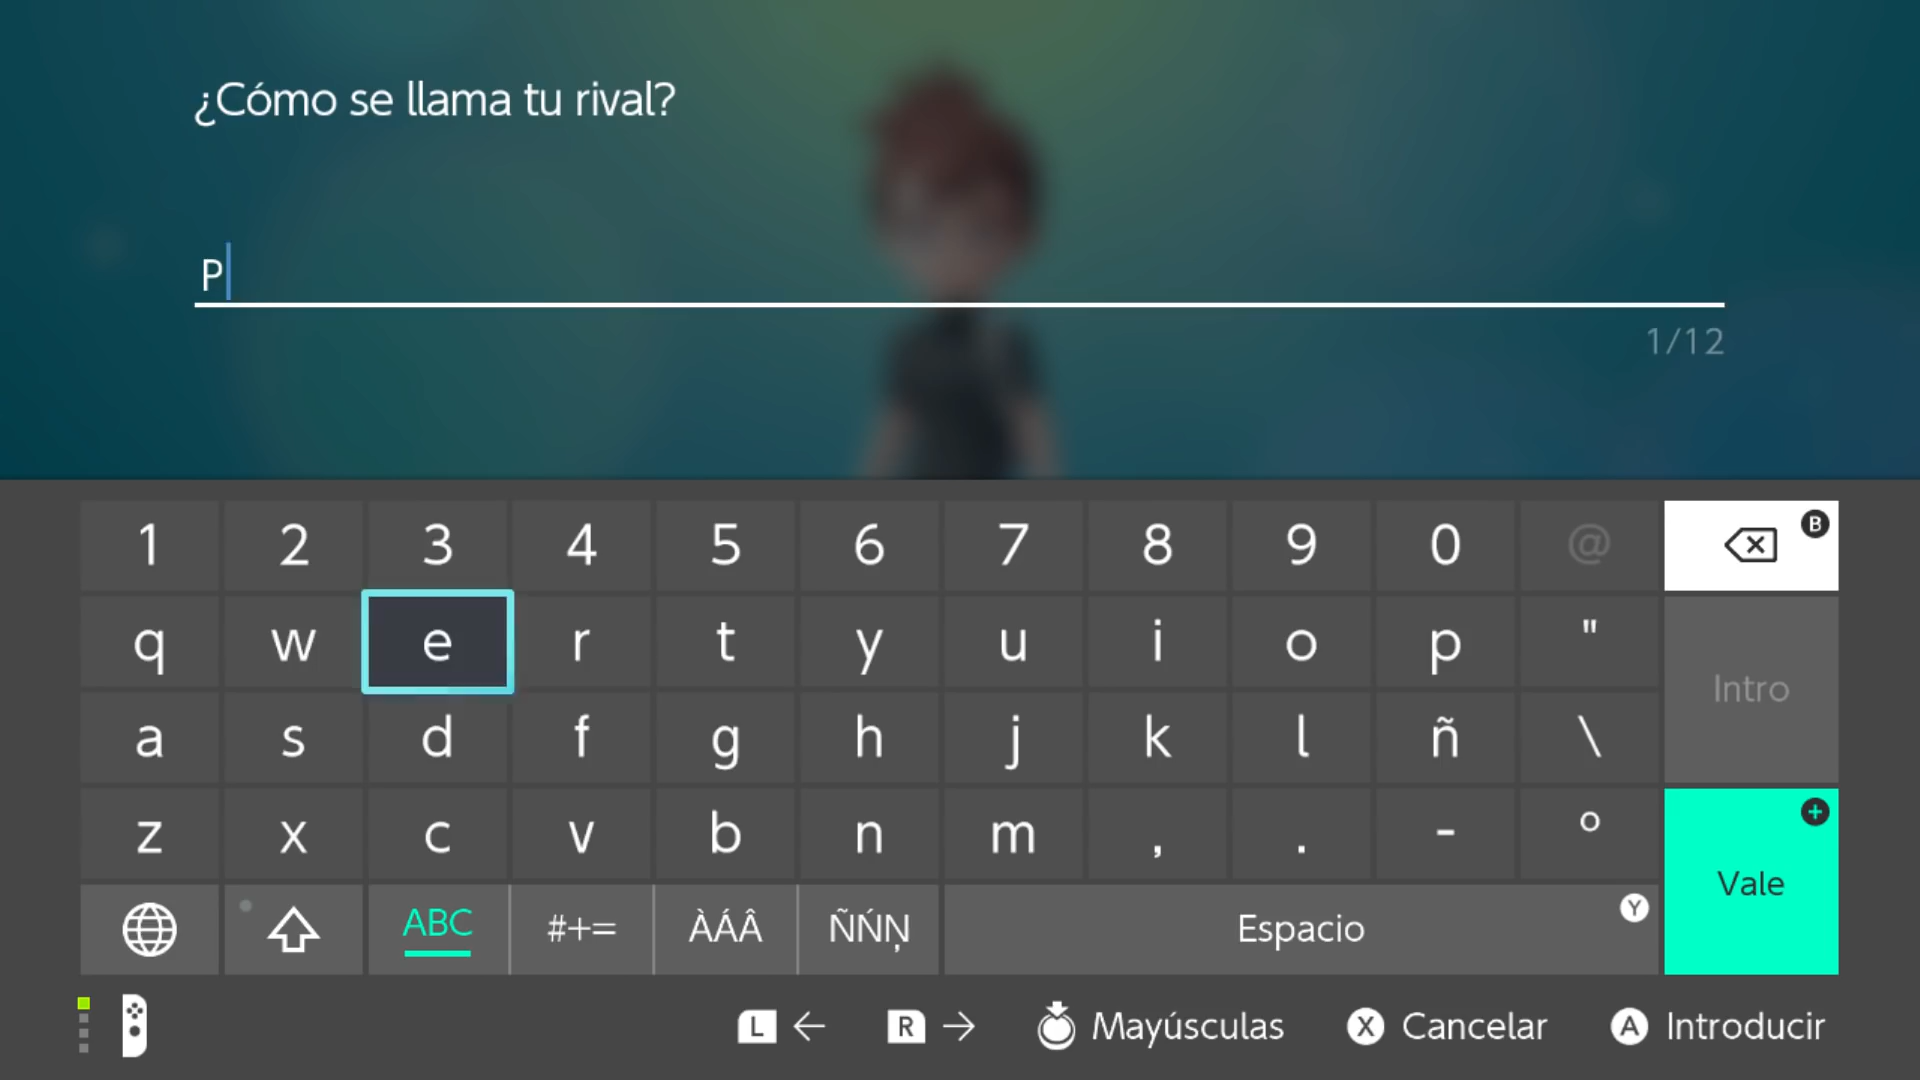 ¿Cómo se llama tu rival?
P
1/12
1 2 3 4 5 6 7 8 9 0 @ B
q w e r t y u i o p " Intro
a s d f g h j k l ñ \
z x c v b n m , . - º + Vale
ABC #+= ÀÁÂ ÑŃŅ Espacio Y
L ← R → Mayúsculas X Cancelar A Introducir